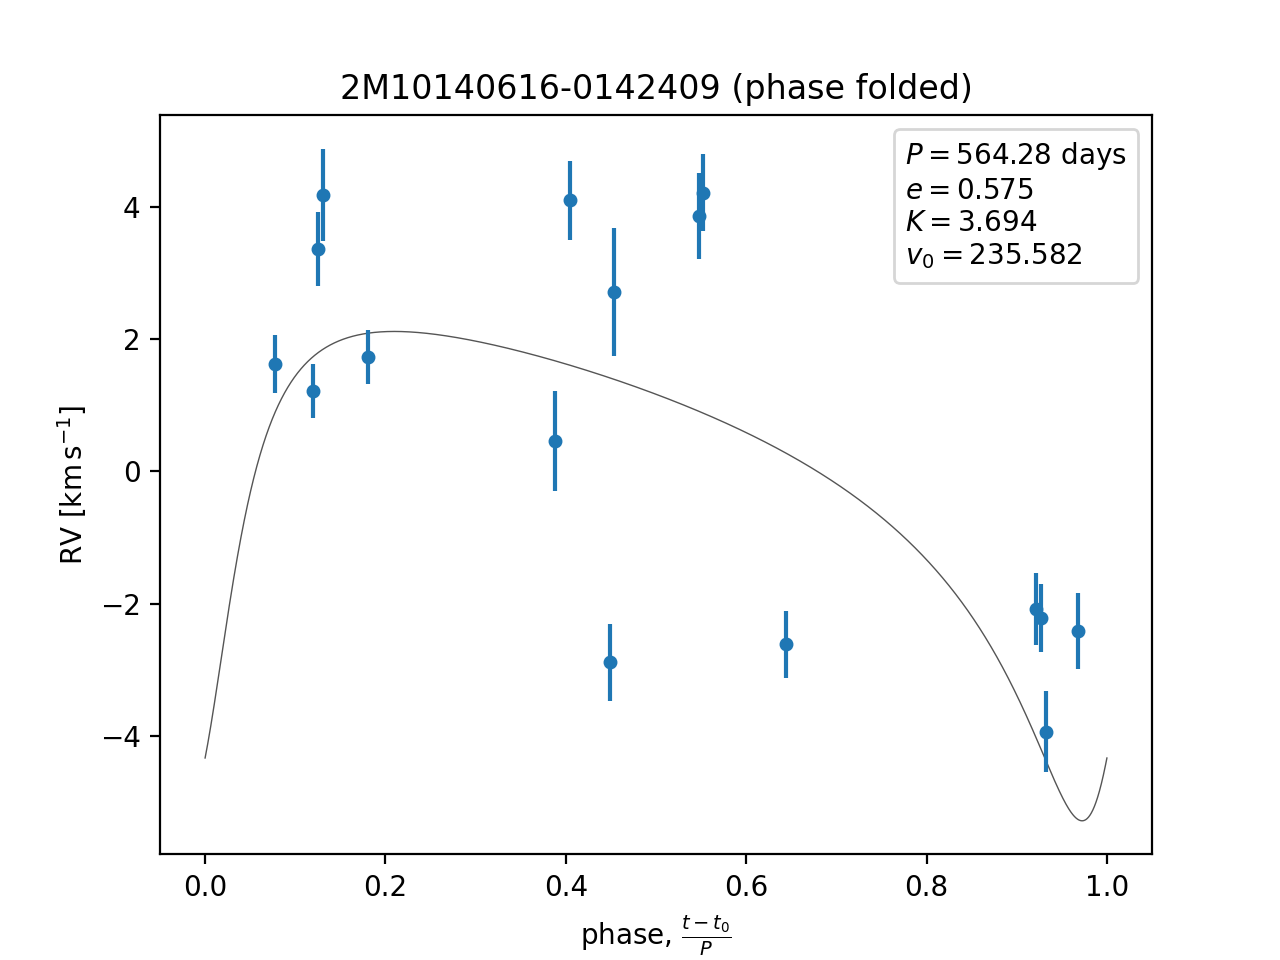 2M10140616-0142409 (phase folded)
P = 564.28 days
e = 0.575
K = 3.694
v₀ = 235.582
RV [km s⁻¹]
4
2
0
−2
−4
0.0 0.2 0.4 0.6 0.8 1.0
phase, (t − t₀)/P